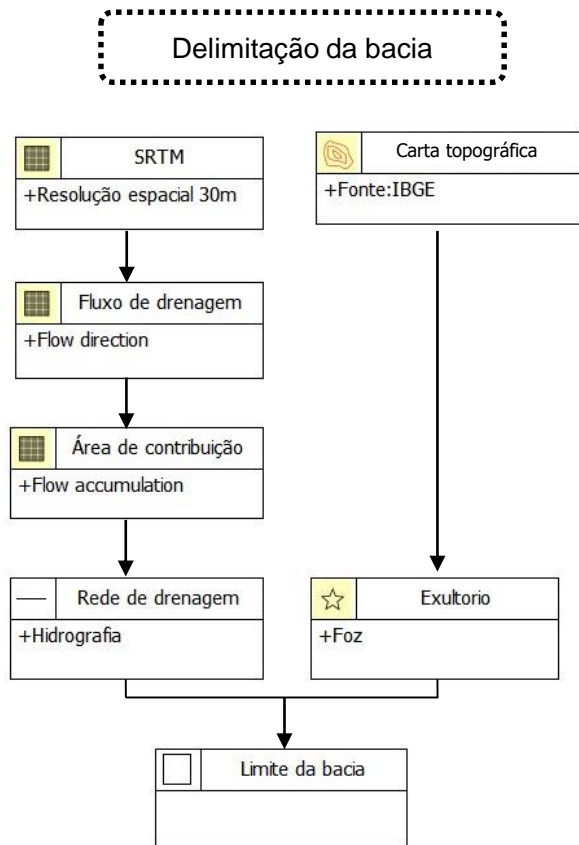 Delimitação da bacia
SRTM
+Resolução espacial 30m
Carta topográfica
+Fonte:IBGE
Fluxo de drenagem
+Flow direction
Área de contribuição
+Flow accumulation
Rede de drenagem
+Hidrografia
Exultorio
+Foz
Limite da bacia